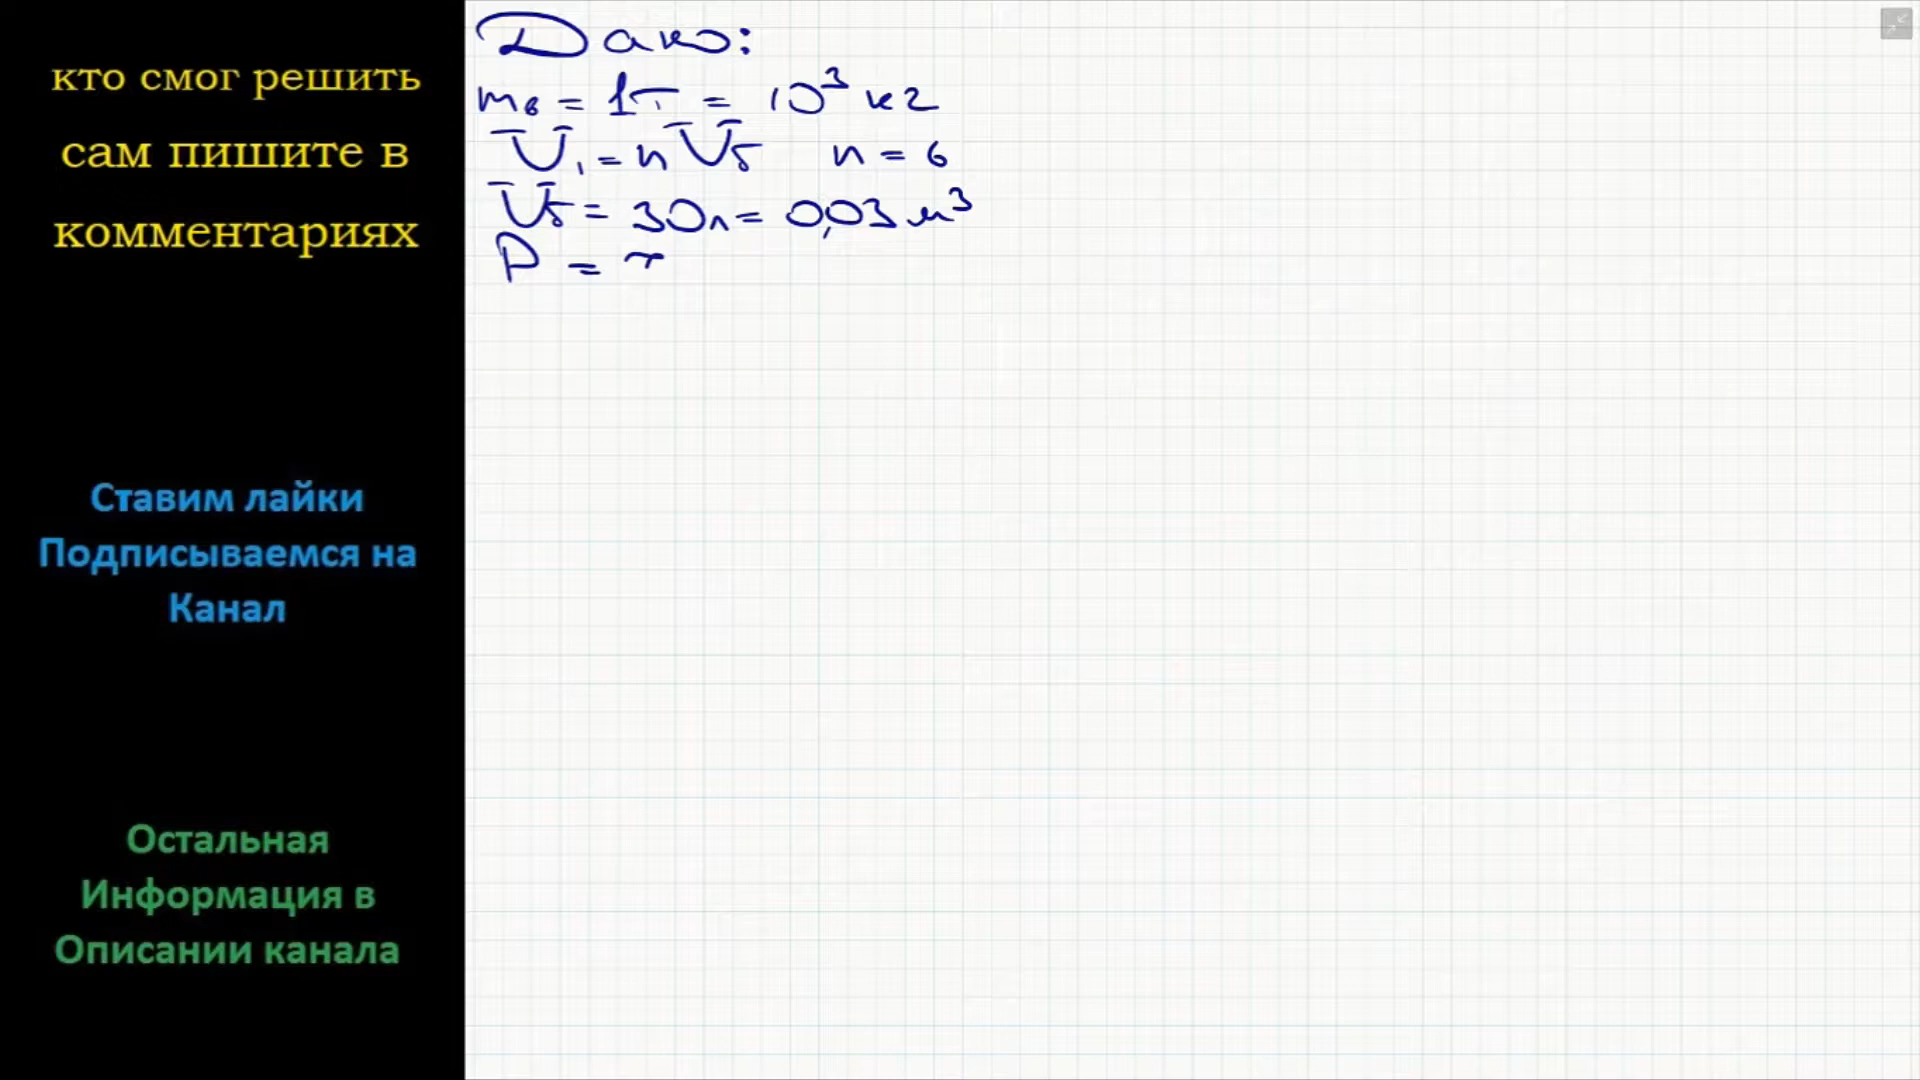 кто смог решить
сам пишите в
комментариях
Ставим лайки
Подписываемся на
Канал
Остальная
Информация в
Описании канала
Дано:
mв = 1т = 10³ кг
V₁ = n Vб n = 6
Vб = 30л = 0,03 м³
P =